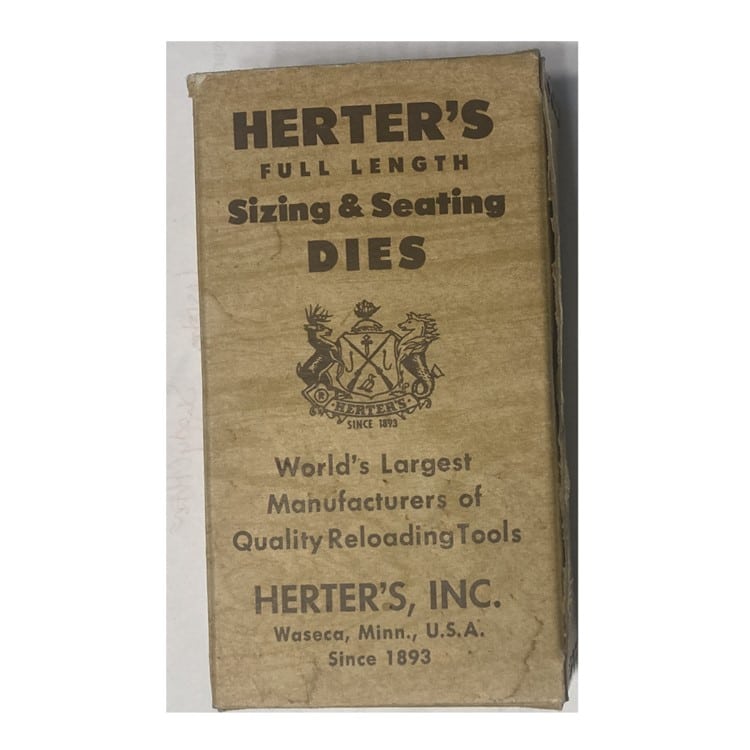 HERTER'S
FULL LENGTH
Sizing & Seating
DIES
®
HERTER'S
SINCE 1893
World's Largest
Manufacturers of
Quality Reloading Tools
HERTER'S, INC.
Waseca, Minn., U.S.A.
Since 1893